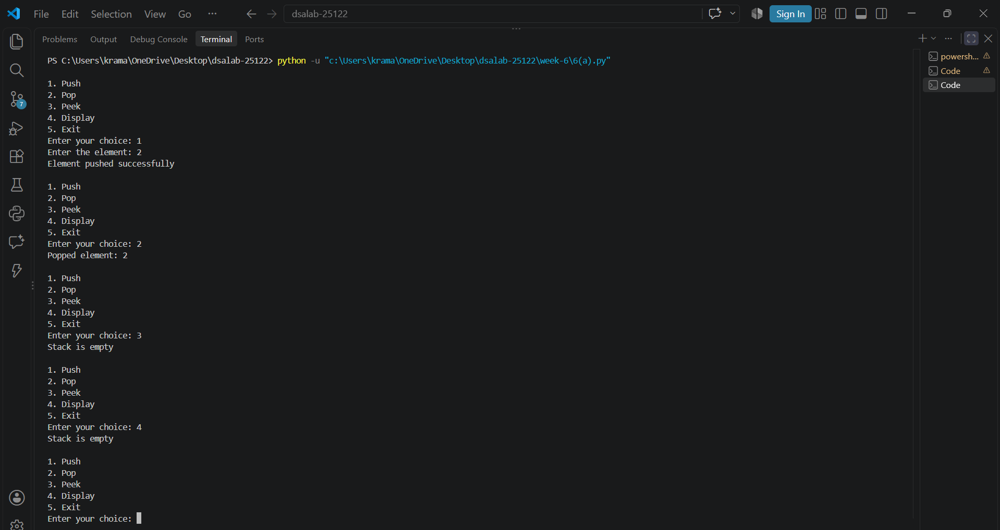 File Edit Selection View Go ··· dsalab-25122 Sign In
Problems Output Debug Console Terminal Ports
PS C:\Users\krama\OneDrive\Desktop\dsalab-25122> python -u "c:\Users\krama\OneDrive\Desktop\dsalab-25122\week-6\6(a).py"
powersh...
Code
Code
7
1. Push
2. Pop
3. Peek
4. Display
5. Exit
Enter your choice: 1
Enter the element: 2
Element pushed successfully
1. Push
2. Pop
3. Peek
4. Display
5. Exit
Enter your choice: 2
Popped element: 2
1. Push
2. Pop
3. Peek
4. Display
5. Exit
Enter your choice: 3
Stack is empty
1. Push
2. Pop
3. Peek
4. Display
5. Exit
Enter your choice: 4
Stack is empty
1. Push
2. Pop
3. Peek
4. Display
5. Exit
Enter your choice: